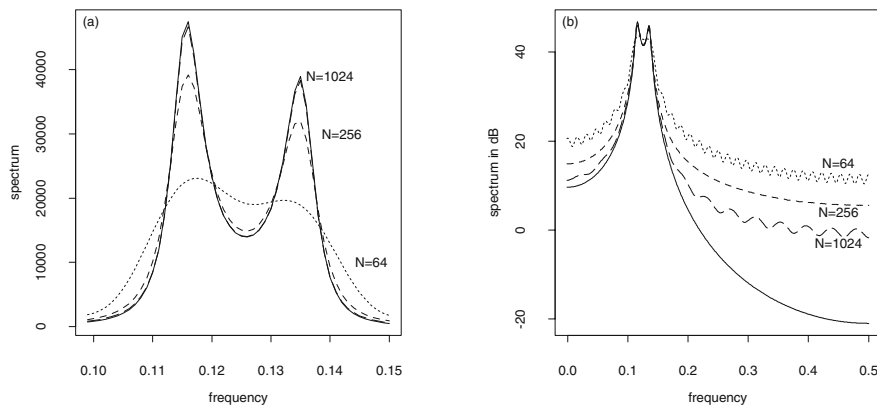 (a)
spectrum
0 10000 20000 30000 40000
N=1024
N=256
N=64
0.10 0.11 0.12 0.13 0.14 0.15
frequency
(b)
spectrum in dB
-20 0 20 40
N=64
N=256
N=1024
0.0 0.1 0.2 0.3 0.4 0.5
frequency